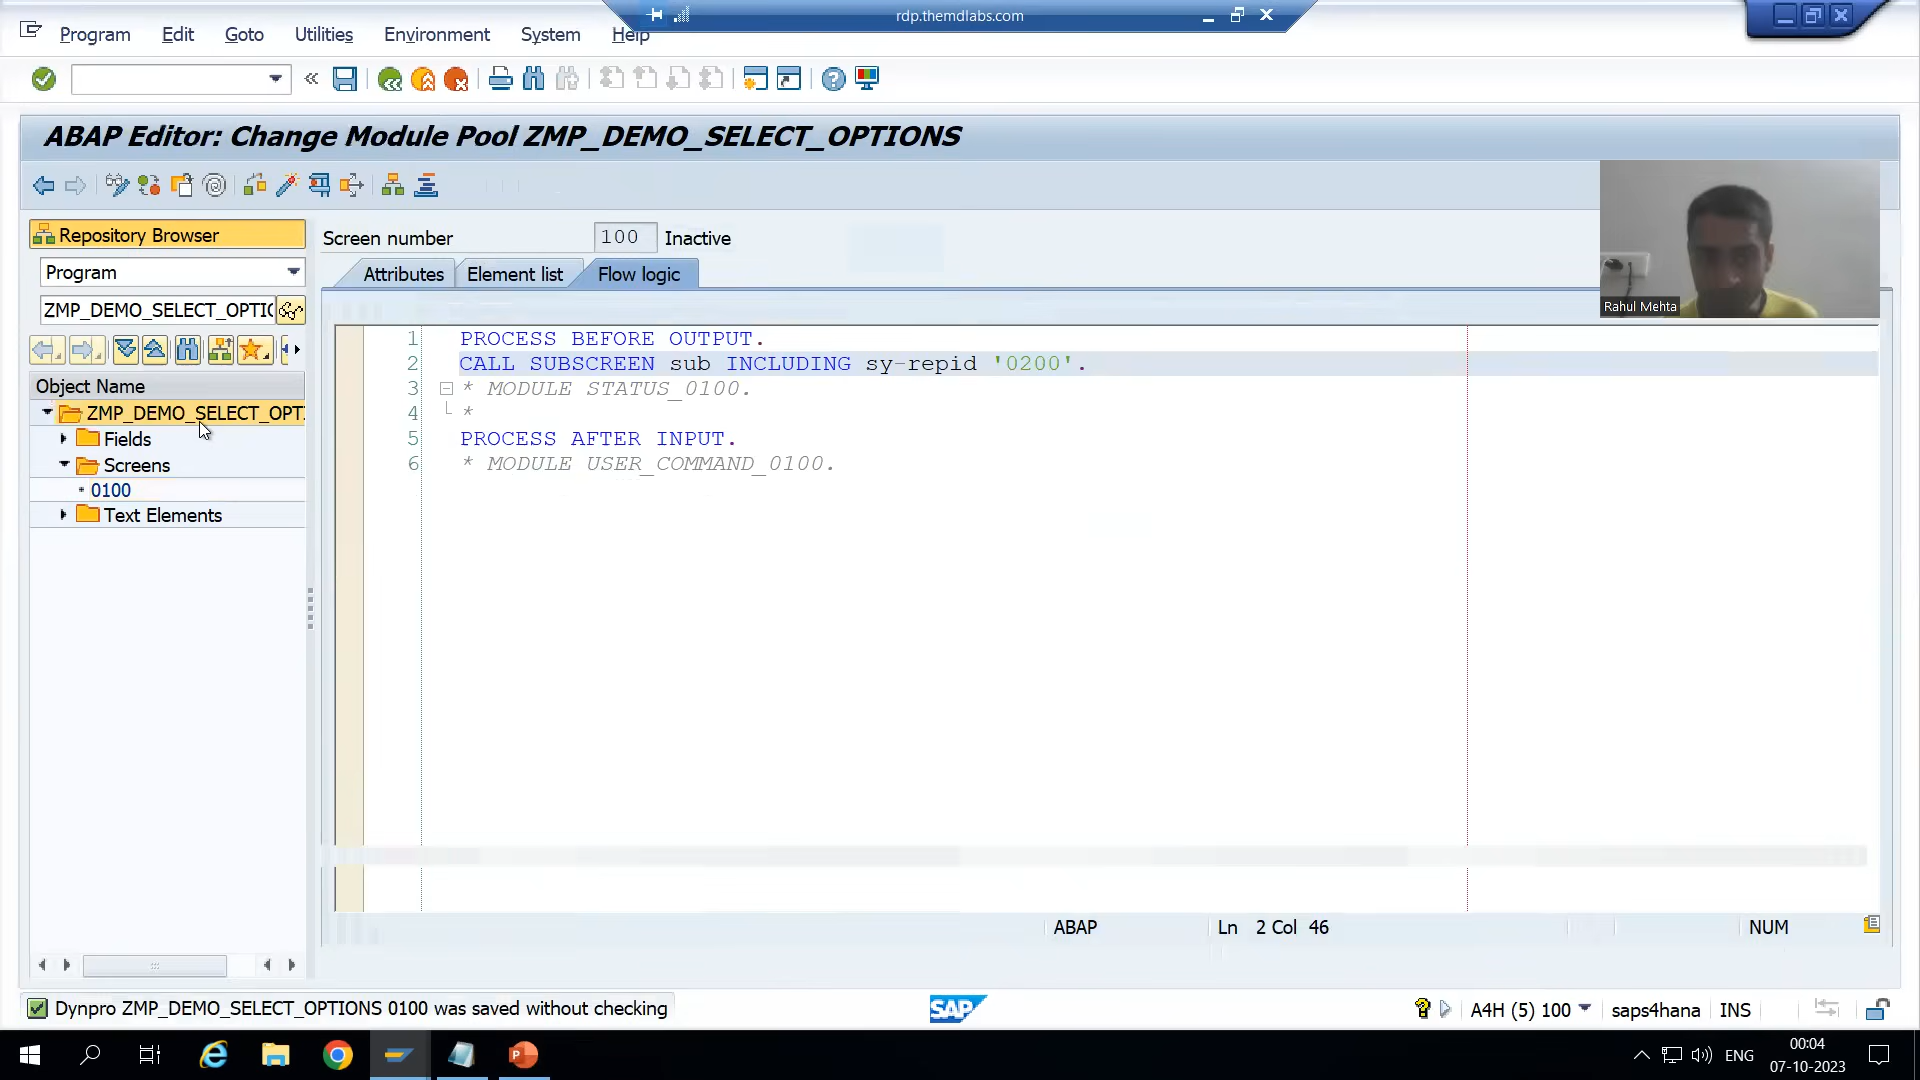 rdp.themdlabs.com
Program Edit Goto Utilities Environment System Help
ABAP Editor: Change Module Pool ZMP_DEMO_SELECT_OPTIONS
Repository Browser
Program
ZMP_DEMO_SELECT_OPTIO
Object Name
ZMP_DEMO_SELECT_OPTI
Fields
Screens
0100
Text Elements
Screen number 100 Inactive
Attributes Element list Flow logic
1 PROCESS BEFORE OUTPUT.
2 CALL SUBSCREEN sub INCLUDING sy-repid '0200'.
3 * MODULE STATUS_0100.
4 *
5 PROCESS AFTER INPUT.
6 * MODULE USER_COMMAND_0100.
Rahul Mehta
ABAP Ln 2 Col 46 NUM
Dynpro ZMP_DEMO_SELECT_OPTIONS 0100 was saved without checking
SAP
A4H (5) 100 saps4hana INS
ENG
00:04
07-10-2023